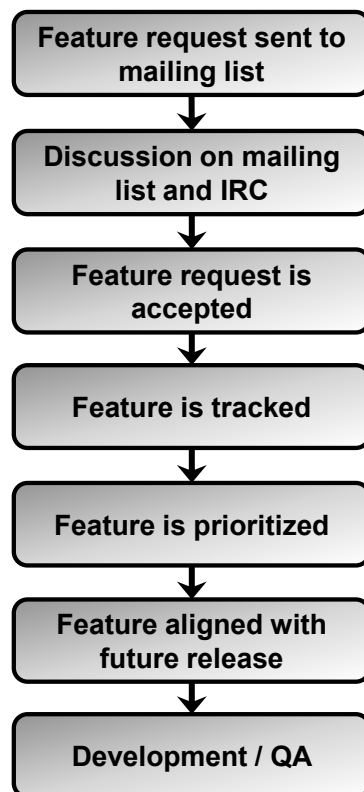 Feature request sent to
mailing list
Discussion on mailing
list and IRC
Feature request is
accepted
Feature is tracked
Feature is prioritized
Feature aligned with
future release
Development / QA